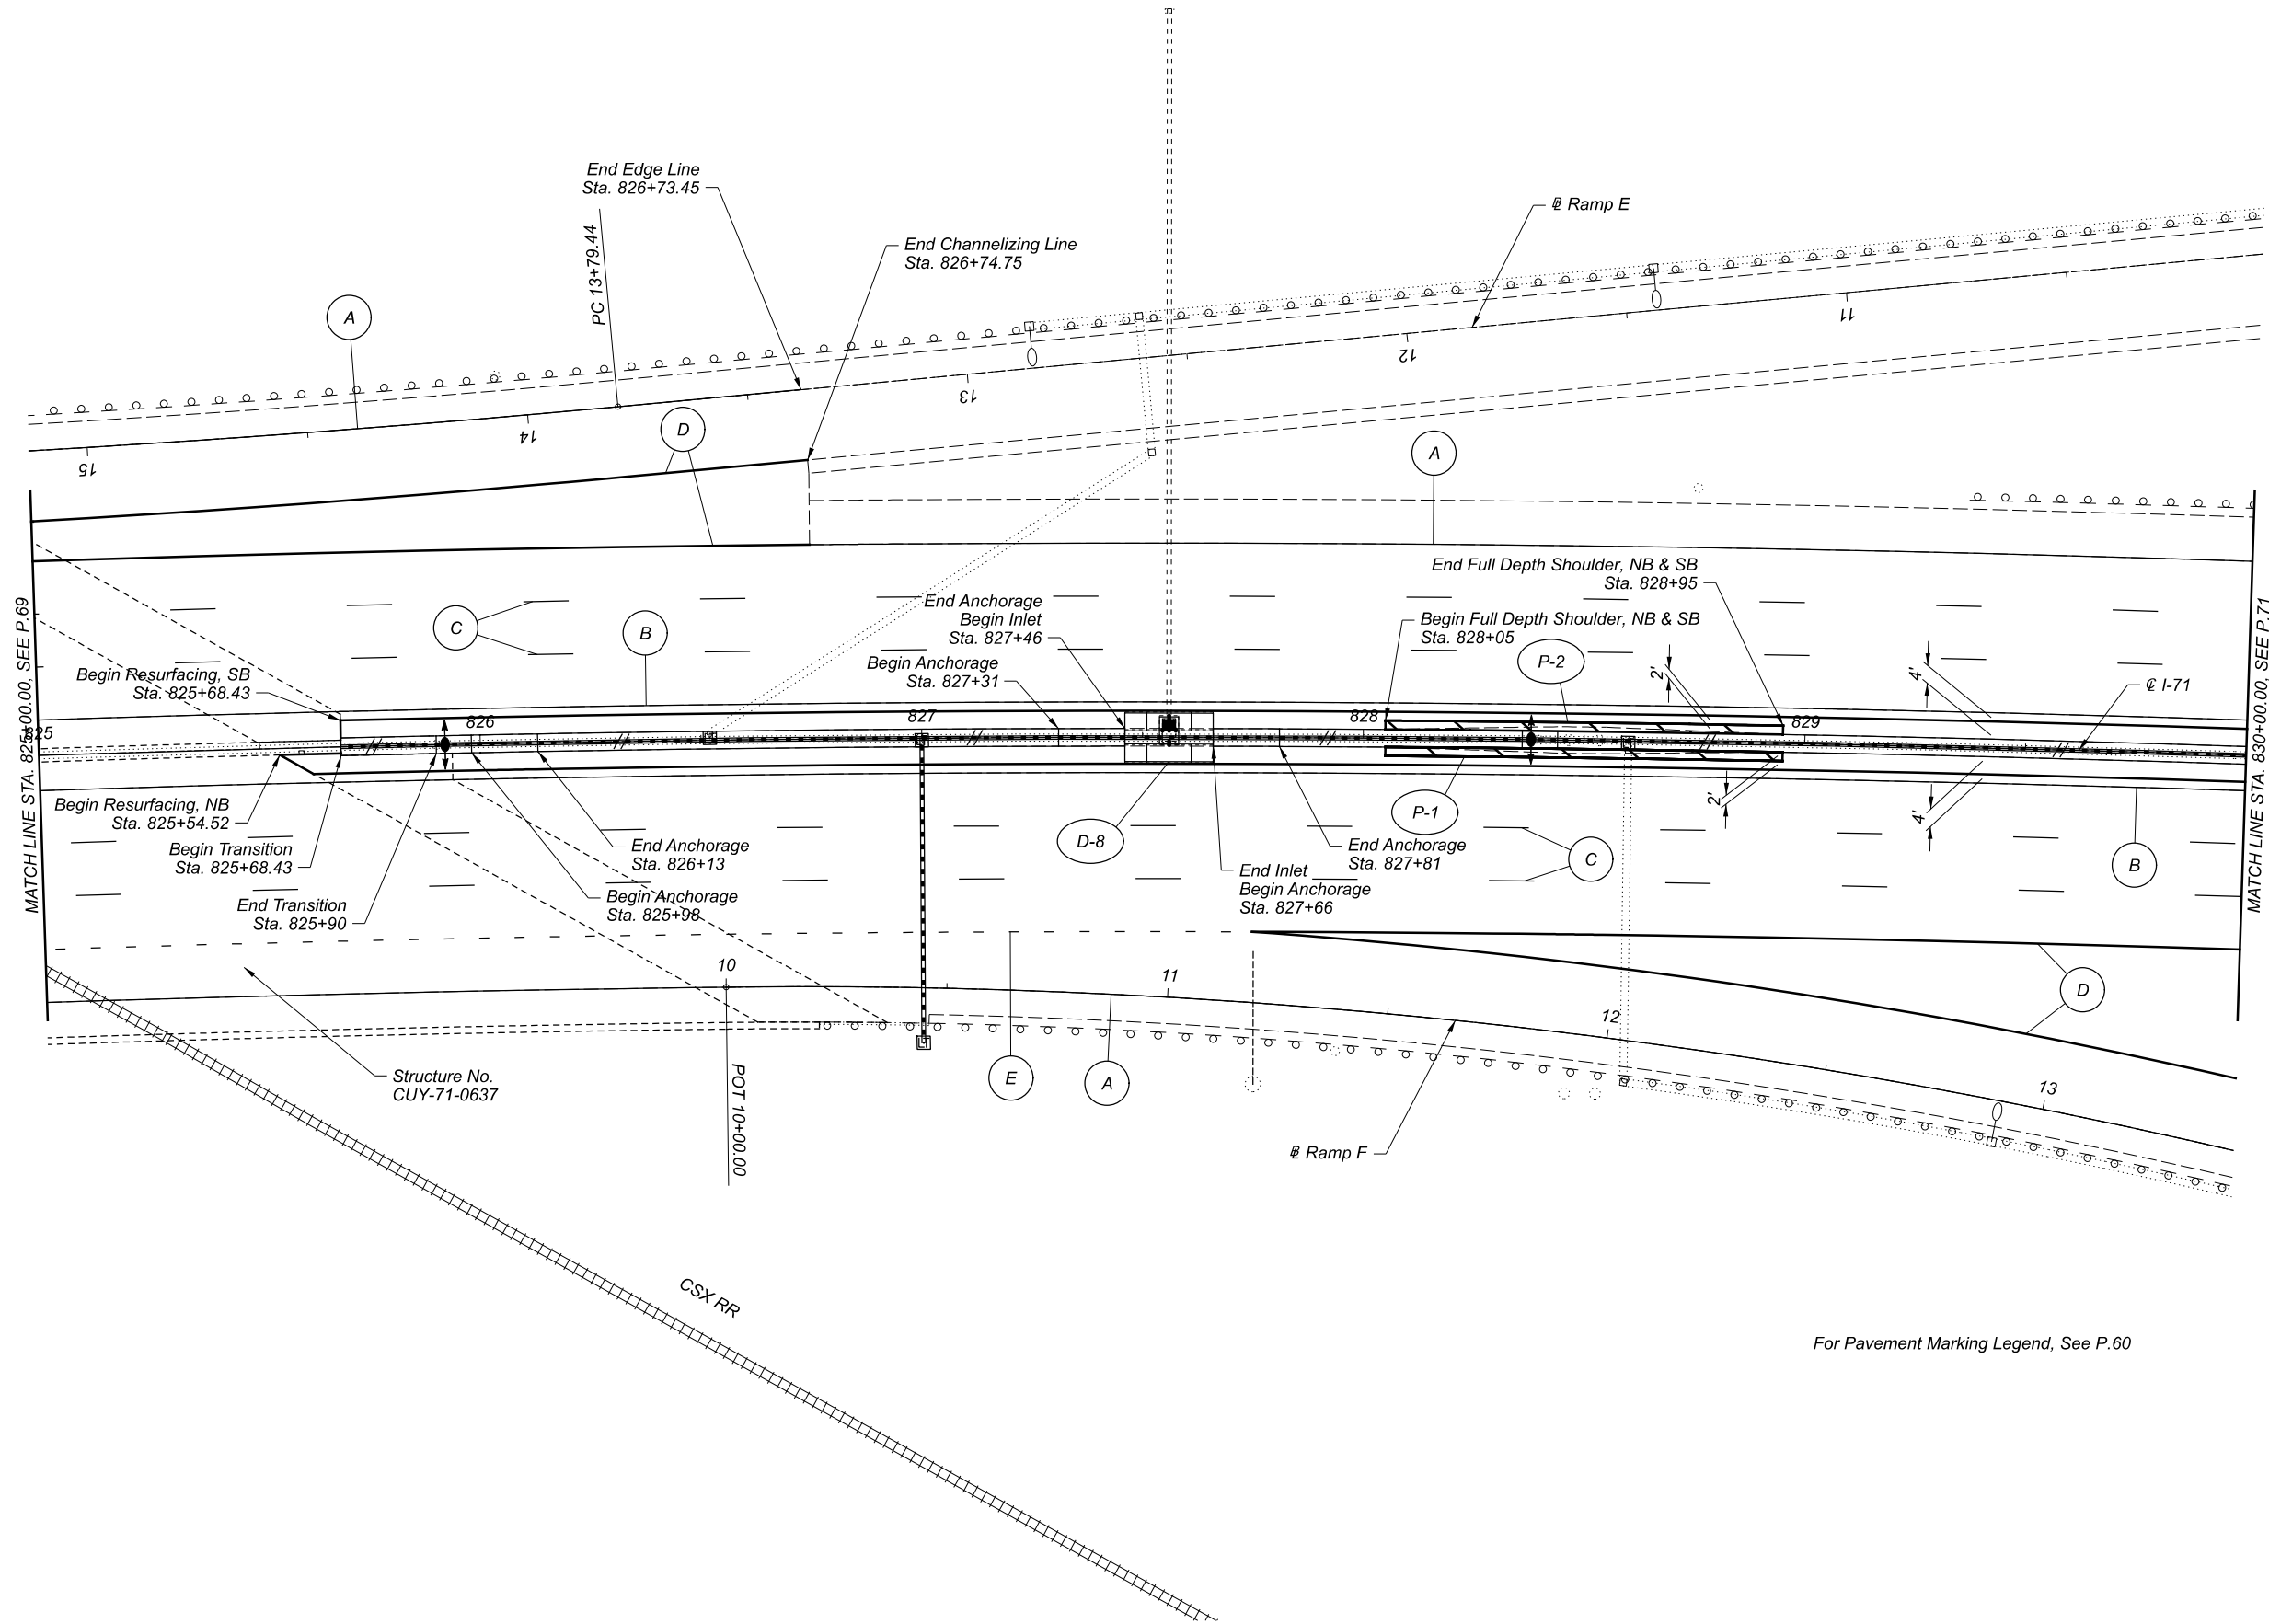 End Edge Line
Sta. 826+73.45
PC 13+79.44
End Channelizing Line
Sta. 826+74.75
℄ Ramp E
A
D
A
15
14
13
12
11
End Full Depth Shoulder, NB & SB
Sta. 828+95
Begin Full Depth Shoulder, NB & SB
Sta. 828+05
End Anchorage
Begin Inlet
Sta. 827+46
Begin Anchorage
Sta. 827+31
C
B
P-2
2'
4'
℄ I-71
Begin Resurfacing, SB
Sta. 825+68.43
MATCH LINE STA. 825+00.00, SEE P.69
MATCH LINE STA. 830+00.00, SEE P.71
825
826
827
828
829
Begin Resurfacing, NB
Sta. 825+54.52
Begin Transition
Sta. 825+68.43
End Transition
Sta. 825+90
End Anchorage
Sta. 826+13
Begin Anchorage
Sta. 825+98
D-8
P-1
2'
4'
End Anchorage
Sta. 827+81
End Inlet
Begin Anchorage
Sta. 827+66
C
B
10
11
12
13
D
Structure No.
CUY-71-0637
POT 10+00.00
E
A
℄ Ramp F
CSX RR
For Pavement Marking Legend, See P.60